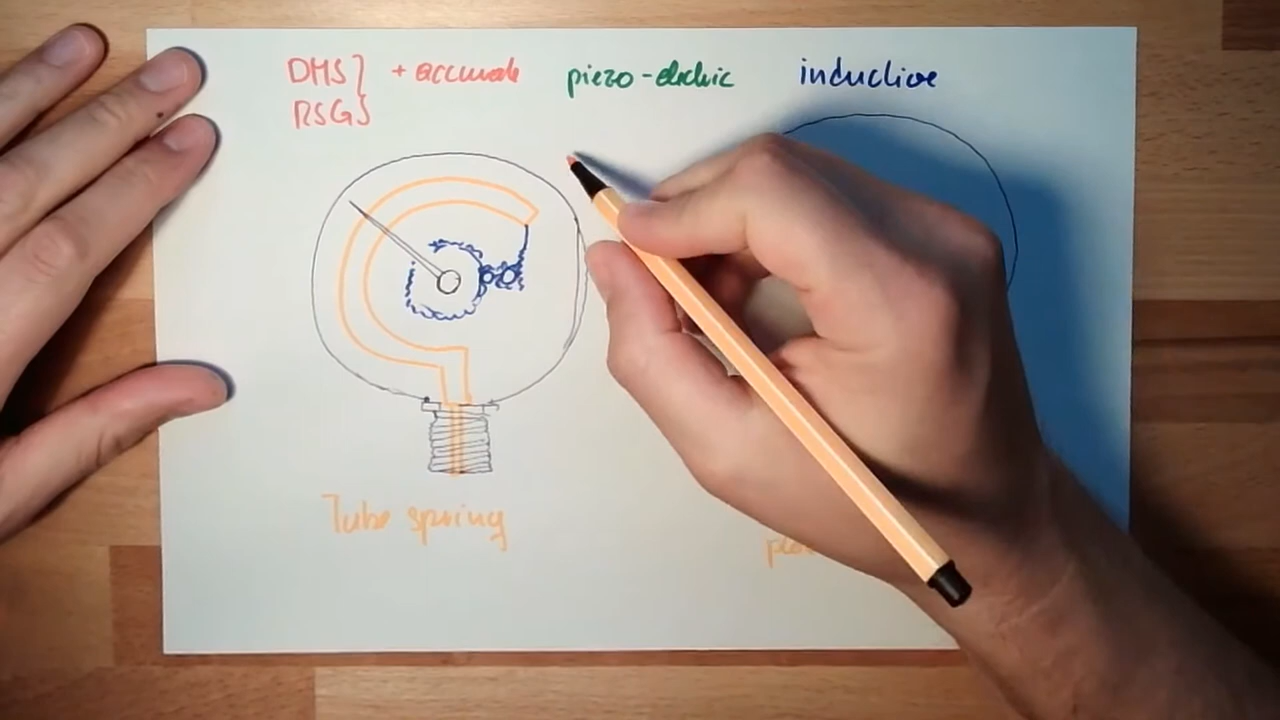 DMS } + accurate piezo-electric inductive
RSG
Tube spring